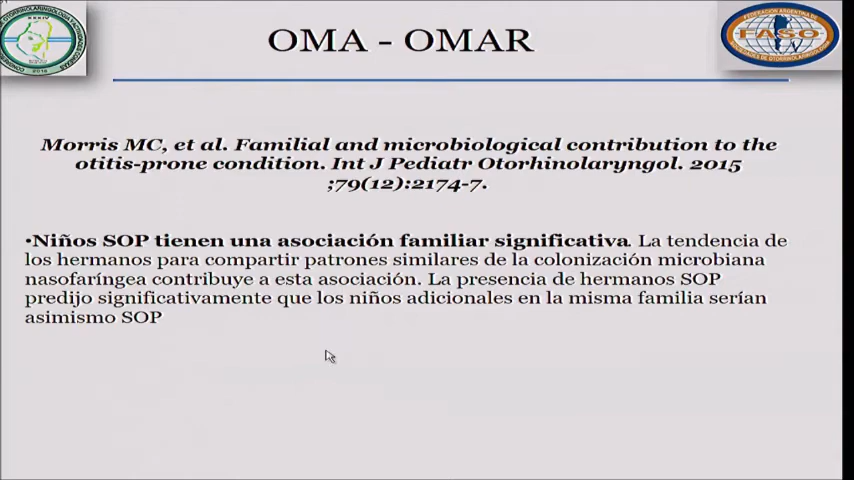 OMA - OMAR
FASO
Morris MC, et al. Familial and microbiological contribution to the
otitis-prone condition. Int J Pediatr Otorhinolaryngol. 2015
;79(12):2174-7.
•Niños SOP tienen una asociación familiar significativa. La tendencia de
los hermanos para compartir patrones similares de la colonización microbiana
nasofaríngea contribuye a esta asociación. La presencia de hermanos SOP
predijo significativamente que los niños adicionales en la misma familia serían
asimismo SOP